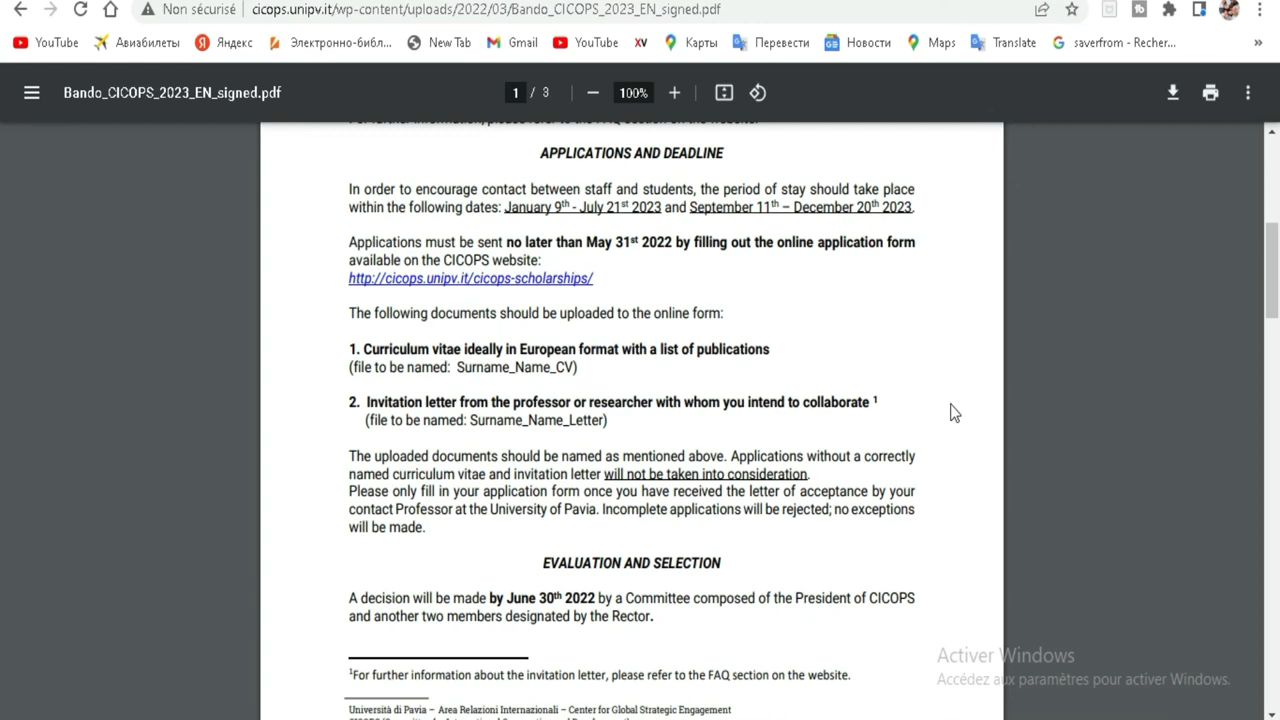 Non sécurisé cicops.unipv.it/wp-content/uploads/2022/03/Bando_CICOPS_2023_EN_signed.pdf
YouTube Авиабилеты Яндекс Электронно-библ... New Tab Gmail YouTube XV Карты Перевести Новости Maps Translate saverfrom - Recher... »
Bando_CICOPS_2023_EN_signed.pdf 1 / 3 100%
APPLICATIONS AND DEADLINE
In order to encourage contact between staff and students, the period of stay should take place
within the following dates: January 9th - July 21st 2023 and September 11th – December 20th 2023.
Applications must be sent no later than May 31st 2022 by filling out the online application form
available on the CICOPS website:
http://cicops.unipv.it/cicops-scholarships/
The following documents should be uploaded to the online form:
1. Curriculum vitae ideally in European format with a list of publications
(file to be named: Surname_Name_CV)
2. Invitation letter from the professor or researcher with whom you intend to collaborate 1
(file to be named: Surname_Name_Letter)
The uploaded documents should be named as mentioned above. Applications without a correctly
named curriculum vitae and invitation letter will not be taken into consideration.
Please only fill in your application form once you have received the letter of acceptance by your
contact Professor at the University of Pavia. Incomplete applications will be rejected; no exceptions
will be made.
EVALUATION AND SELECTION
A decision will be made by June 30th 2022 by a Committee composed of the President of CICOPS
and another two members designated by the Rector.
1For further information about the invitation letter, please refer to the FAQ section on the website.
Università di Pavia – Area Relazioni Internazionali – Center for Global Strategic Engagement
Activer Windows
Accédez aux paramètres pour activer Windows.